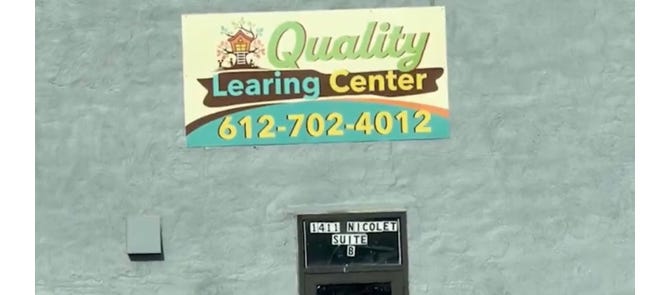 Quality
Learing Center
612-702-4012
1411 NICOLET
SUITE
B